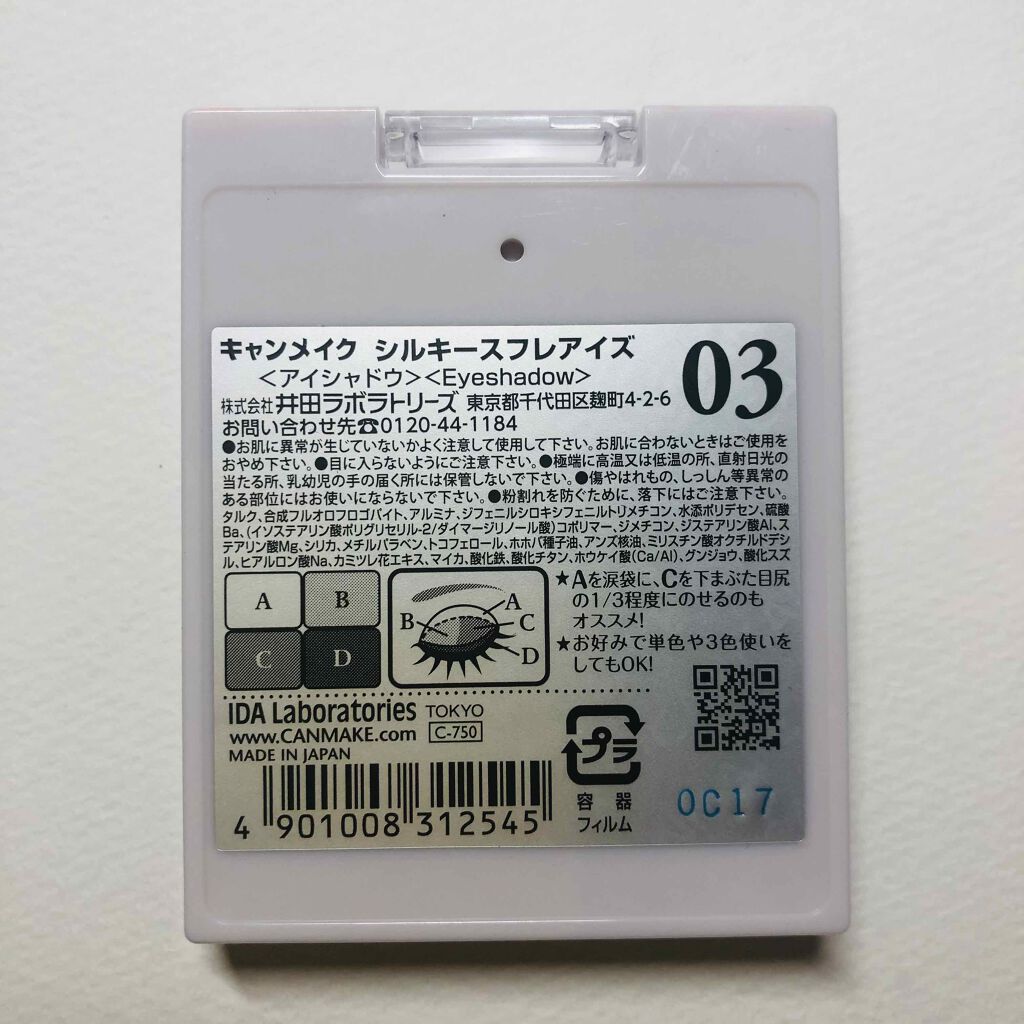 キャンメイク シルキースフレアイズ
03
<アイシャドウ><Eyeshadow>
株式会社 井田ラボラトリーズ 東京都千代田区麹町4-2-6
お問い合わせ先☎0120-44-1184
●お肌に異常が生じていないかよく注意して使用して下さい。お肌に合わないときはご使用を
おやめ下さい。●目に入らないようにご注意下さい。●極端に高温又は低温の所、直射日光の
当たる所、乳幼児の手の届く所には保管しないで下さい。●傷やはれもの、しっしん等異常の
ある部位にはお使いにならないで下さい。●粉割れを防ぐために、落下にはご注意下さい。
タルク、合成フルオロフロゴパイト、アルミナ、ジフェニルシロキシフェニルトリメチコン、水添ポリデセン、硫酸
Ba、(イソステアリン酸ポリグリセリル-2/ダイマージリノール酸)コポリマー、ジメチコン、ジステアリン酸Al、ス
テアリン酸Mg、シリカ、メチルパラベン、トコフェロール、ホホバ種子油、アンズ核油、ミリスチン酸オクチルドデシ
ル、ヒアルロン酸Na、カミツレ花エキス、マイカ、酸化鉄、酸化チタン、ホウケイ酸(Ca/Al)、グンジョウ、酸化スズ
A B
C D
A
B
C
D
★Aを涙袋に、Cを下まぶた目尻
の1/3程度にのせるのも
オススメ!
★お好みで単色や3色使いを
してもOK!
IDA Laboratories TOKYO
www.CANMAKE.com C-750
MADE IN JAPAN
プラ
容器
フィルム
0C17
4 901008 312545